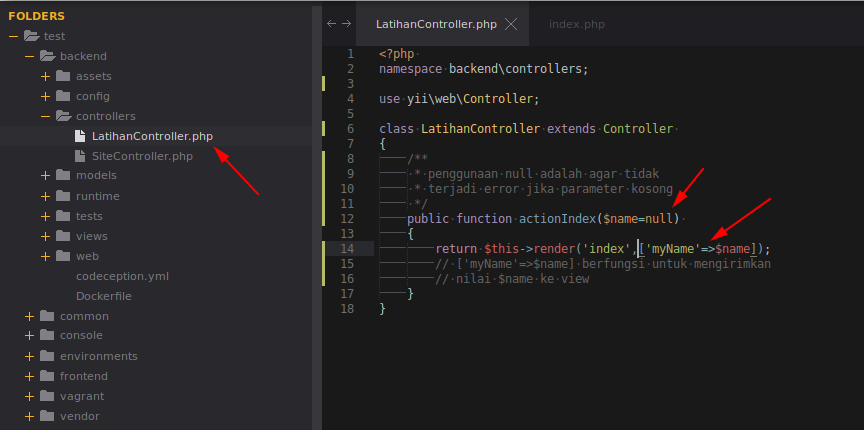 FOLDERS
test
backend
assets
config
controllers
LatihanController.php
SiteController.php
models
runtime
tests
views
web
codeception.yml
Dockerfile
common
console
environments
frontend
vagrant
vendor
LatihanController.php
index.php
1 <?php
2 namespace backend\controllers;
3
4 use yii\web\Controller;
5
6 class LatihanController extends Controller
7 {
8 /**
9 * penggunaan null adalah agar tidak
10 * terjadi error jika parameter kosong
11 */
12 public function actionIndex($name=null)
13 {
14 return $this->render('index',['myName'=>$name]);
15 // ['myName'=>$name] berfungsi untuk mengirimkan
16 // nilai $name ke view
17 }
18 }